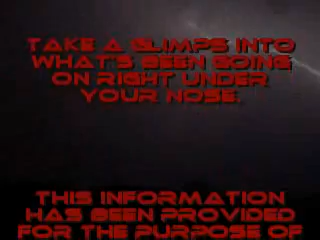 TAKE A GLIMPS INTO
WHAT'S BEEN GOING
ON RIGHT UNDER
YOUR NOSE.
THIS INFORMATION
HAS BEEN PROVIDED
FOR THE PURPOSE OF